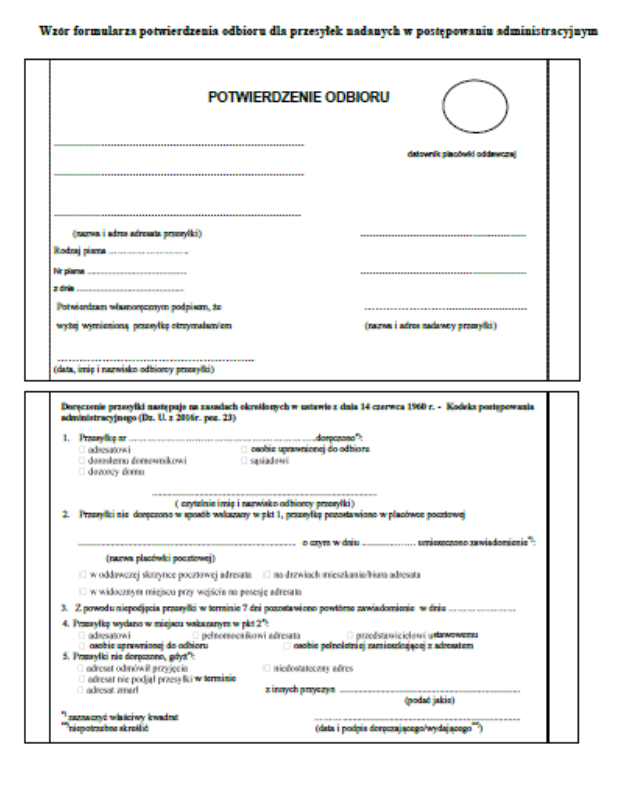 Wzór formularza potwierdzenia odbioru dla przesyłek nadanych w postępowaniu administracyjnym
POTWIERDZENIE ODBIORU
datownik placówki oddawczej
(nazwa i adres adresata przesyłki)
Rodzaj pisma ..............................
Nr pisma ..............................
z dnia ..............................
Potwierdzam własnoręcznym podpisem, że
wyżej wymienioną przesyłkę otrzymałam/em
(nazwa i adres nadawcy przesyłki)
(data, imię i nazwisko odbiorcy przesyłki)
Doręczenie przesyłki następuje na zasadach określonych w ustawie z dnia 14 czerwca 1960 r. - Kodeks postępowania
administracyjnego (Dz. U. z 2016r. poz. 23)
1. Przesyłkę nr ............................................................doręczono*):
□ adresatowi □ osobie uprawnionej do odbioru
□ dorosłemu domownikowi □ sąsiadowi
□ dozorcy domu
( czytelnie imię i nazwisko odbiorcy przesyłki)
2. Przesyłki nie doręczono w sposób wskazany w pkt 1, przesyłkę pozostawiono w placówce pocztowej
............................................................ o czym w dniu .................. umieszczono zawiadomienie*):
(nazwa placówki pocztowej)
□ w oddawczej skrzynce pocztowej adresata □ na drzwiach mieszkania/biura adresata
□ w widocznym miejscu przy wejściu na posesję adresata
3. Z powodu niepodjęcia przesyłki w terminie 7 dni pozostawiono powtórne zawiadomienie w dniu ......................
4. Przesyłkę wydano w miejscu wskazanym w pkt 2*):
□ adresatowi □ pełnomocnikowi adresata □ przedstawicielowi ustawowemu
□ osobie uprawnionej do odbioru □ osobie pełnoletniej zamieszkującej z adresatem
5. Przesyłki nie doręczono, gdyż*):
□ adresat odmówił przyjęcia □ niedostateczny adres
□ adresat nie podjął przesyłki w terminie
□ adresat zmarł z innych przyczyn ..................................................
(podać jakie)
*) zaznaczyć właściwy kwadrat
**)niepotrzebne skreślić (data i podpis doręczającego/wydającego**)